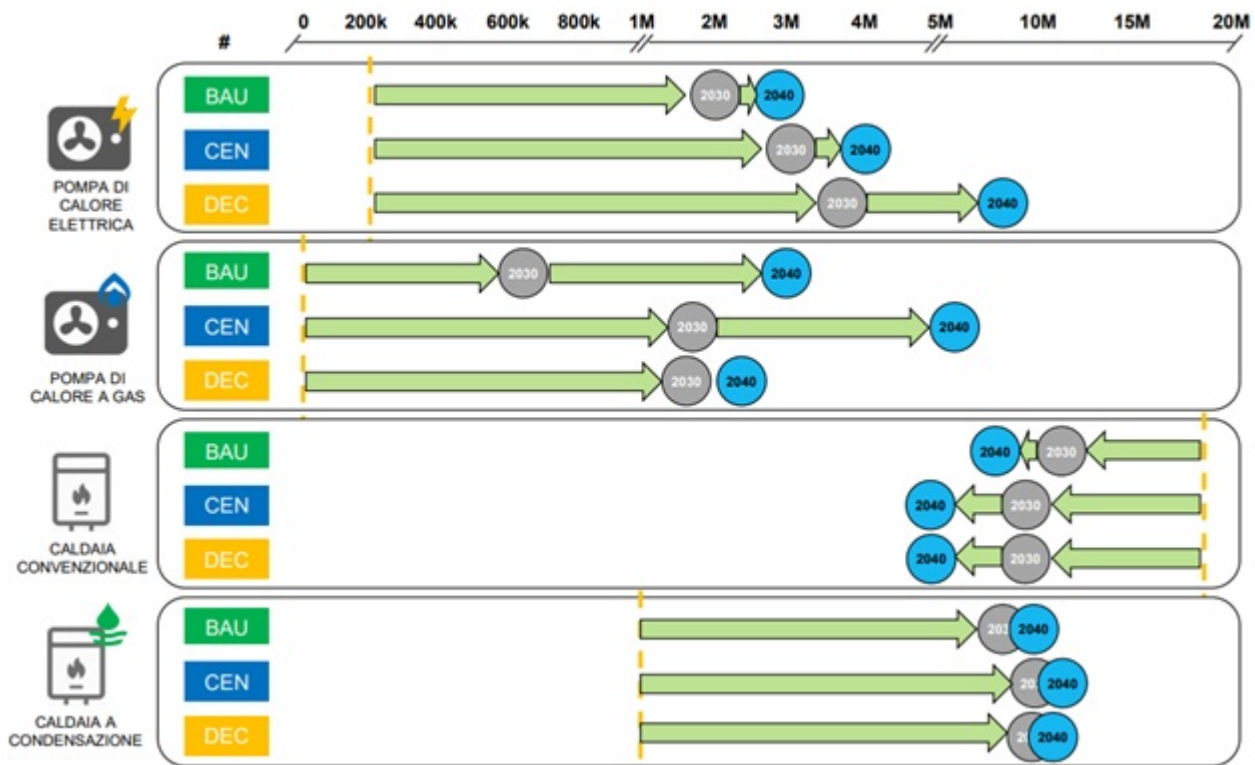 0 200k 400k 600k 800k 1M 2M 3M 4M 5M 10M 15M 20M
#
POMPA DI
CALORE
ELETTRICA
BAU 2030 2040
CEN 2030 2040
DEC 2030 2040
POMPA DI
CALORE A GAS
BAU 2030 2040
CEN 2030 2040
DEC 2030 2040
CALDAIA
CONVENZIONALE
BAU 2040 2030
CEN 2040 2030
DEC 2040 2030
CALDAIA A
CONDENSAZIONE
BAU 2040
CEN 2040
DEC 2040